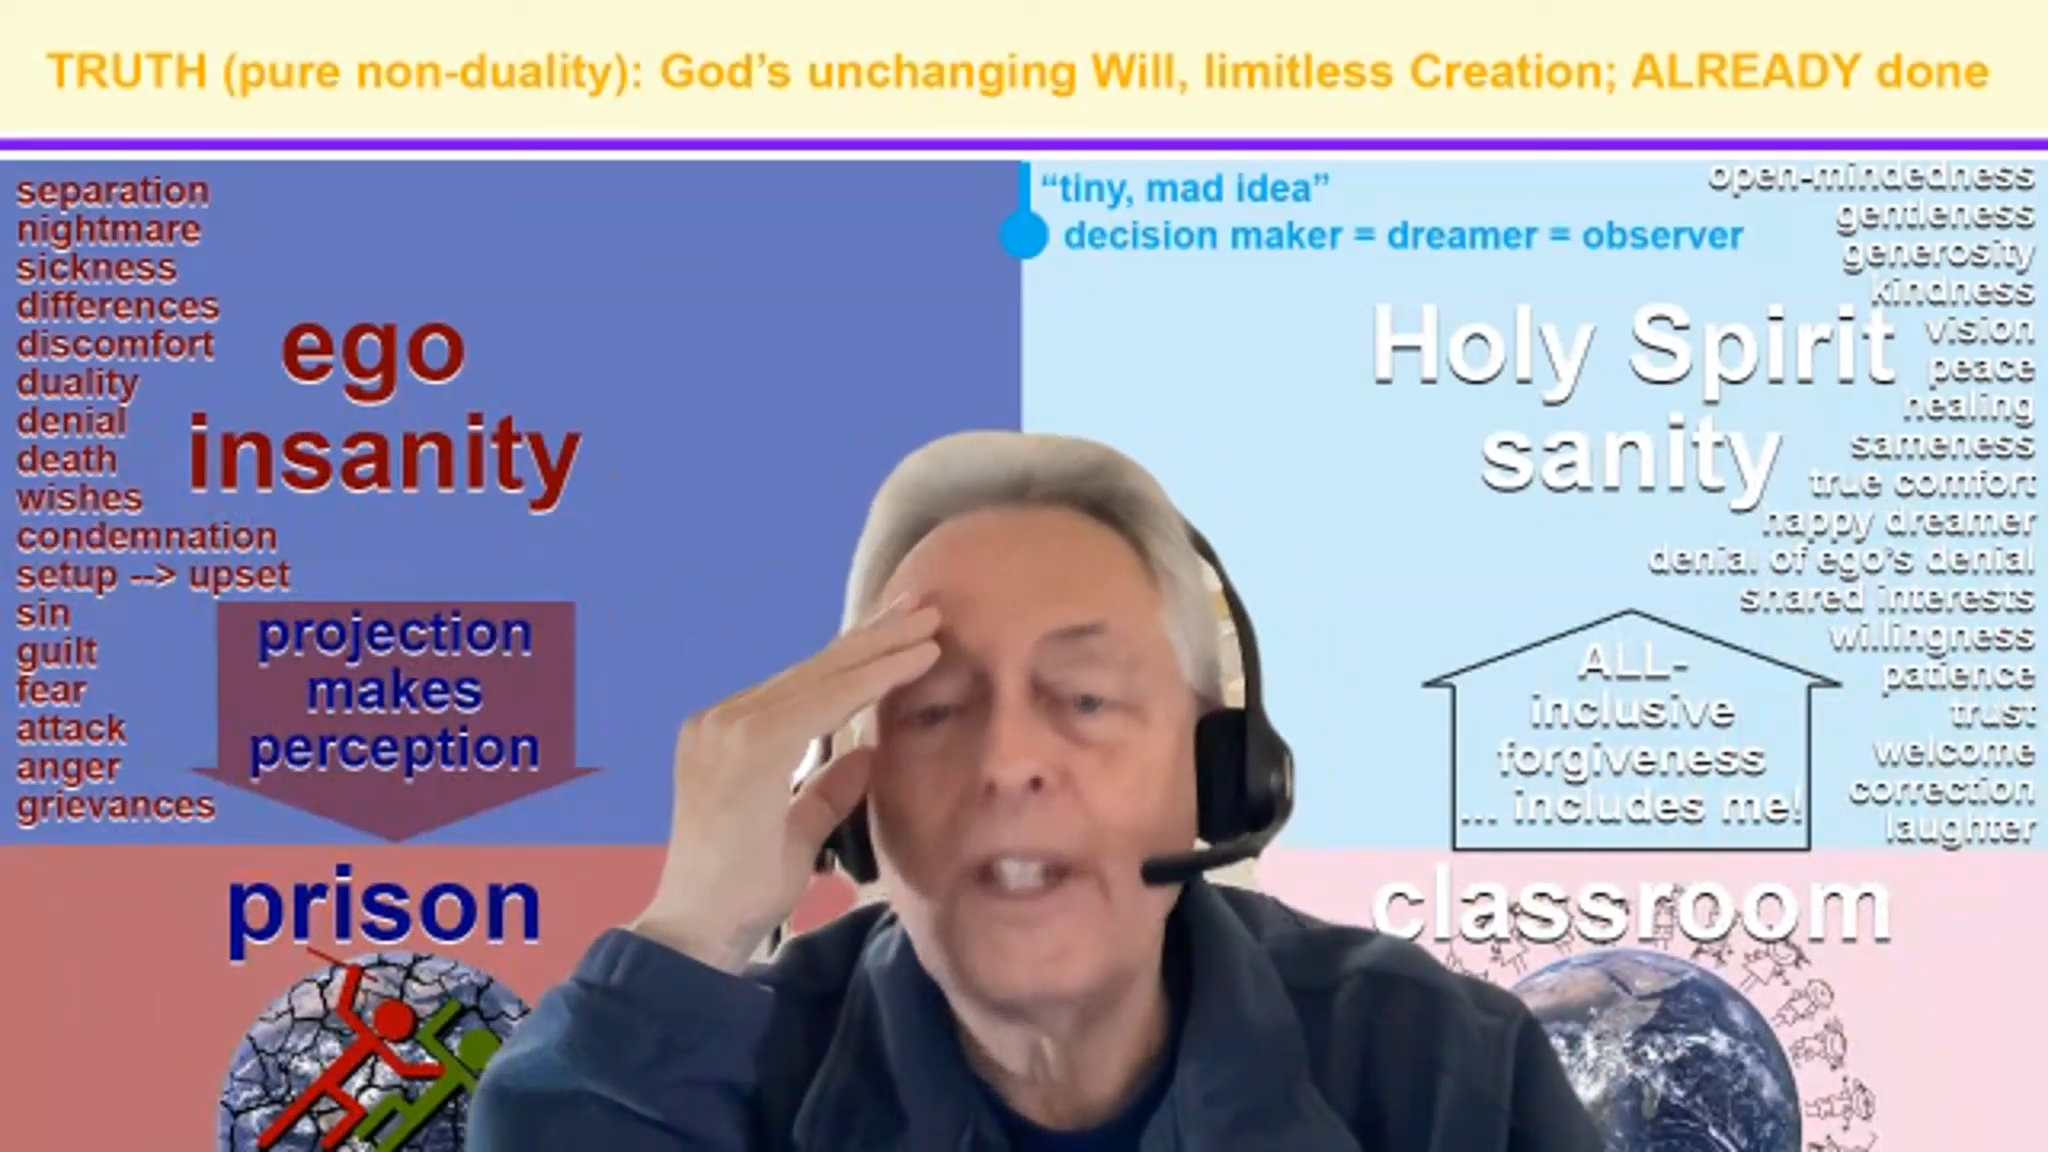 TRUTH (pure non-duality): God’s unchanging Will, limitless Creation; ALREADY done
separation
nightmare
sickness
differences
discomfort
duality
denial
death
wishes
condemnation
setup --> upset
sin
guilt
fear
attack
anger
grievances
ego
insanity
projection
makes
perception
prison
“tiny, mad idea”
decision maker = dreamer = observer
Holy Spirit
sanity
open-mindedness
gentleness
generosity
kindness
vision
peace
healing
sameness
true comfort
happy dreamer
denial of ego’s denial
shared interests
willingness
patience
trust
welcome
correction
laughter
ALL-
inclusive
forgiveness
... includes me!
classroom